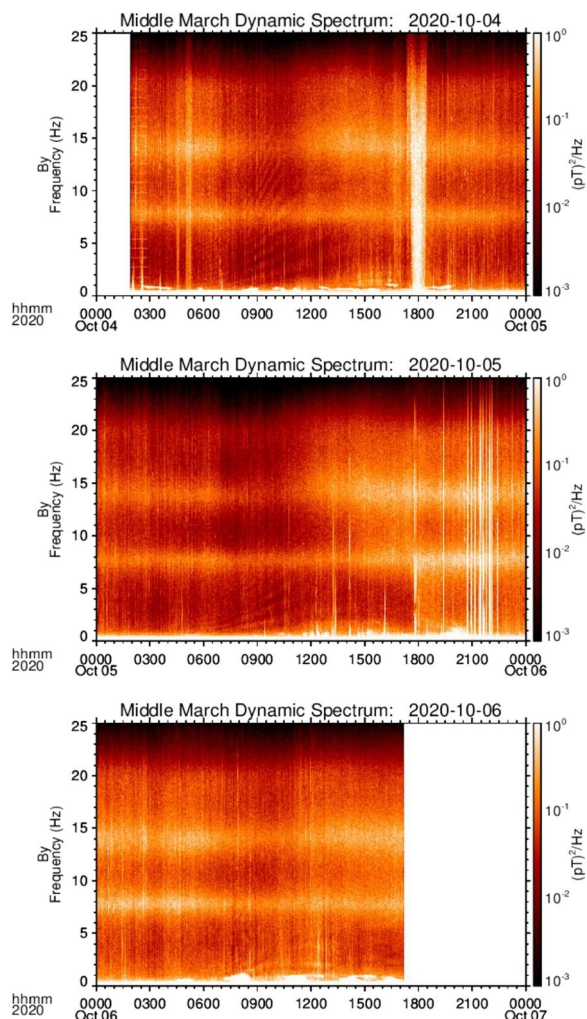 Middle March Dynamic Spectrum: 2020-10-04
25
20
15
10
5
0
By
Frequency (Hz)
10^0
10^-1
10^-2
10^-3
(pT)^2/Hz
hhmm
2020
0000 0300 0600 0900 1200 1500 1800 2100 0000
Oct 04 Oct 05
Middle March Dynamic Spectrum: 2020-10-05
25
20
15
10
5
0
By
Frequency (Hz)
10^0
10^-1
10^-2
10^-3
(pT)^2/Hz
hhmm
2020
0000 0300 0600 0900 1200 1500 1800 2100 0000
Oct 05 Oct 06
Middle March Dynamic Spectrum: 2020-10-06
25
20
15
10
5
0
By
Frequency (Hz)
10^0
10^-1
10^-2
10^-3
(pT)^2/Hz
hhmm
2020
0000 0300 0600 0900 1200 1500 1800 2100 0000
Oct 06 Oct 07